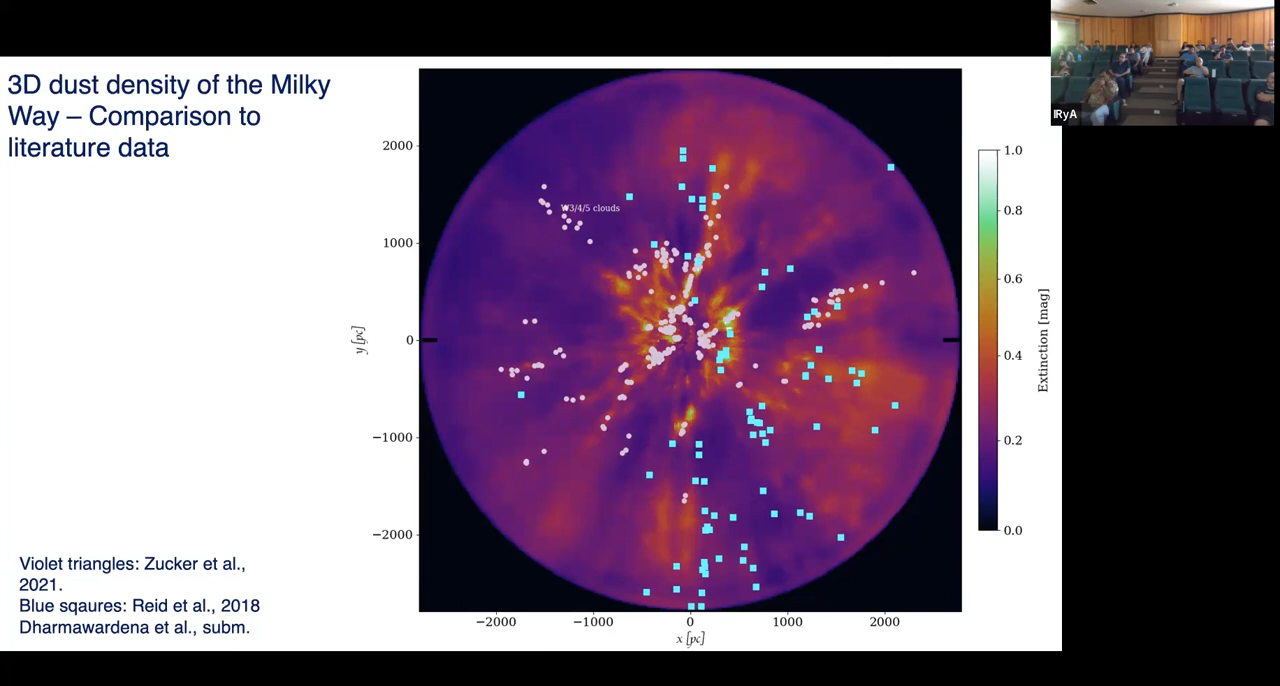 3D dust density of the Milky
Way – Comparison to
literature data
IRyA
W3/4/5 clouds
2000
1000
0
−1000
−2000
y [pc]
−2000
−1000
0
1000
2000
x [pc]
1.0
0.8
0.6
0.4
0.2
0.0
Extinction [mag]
Violet triangles: Zucker et al.,
2021.
Blue sqaures: Reid et al., 2018
Dharmawardena et al., subm.